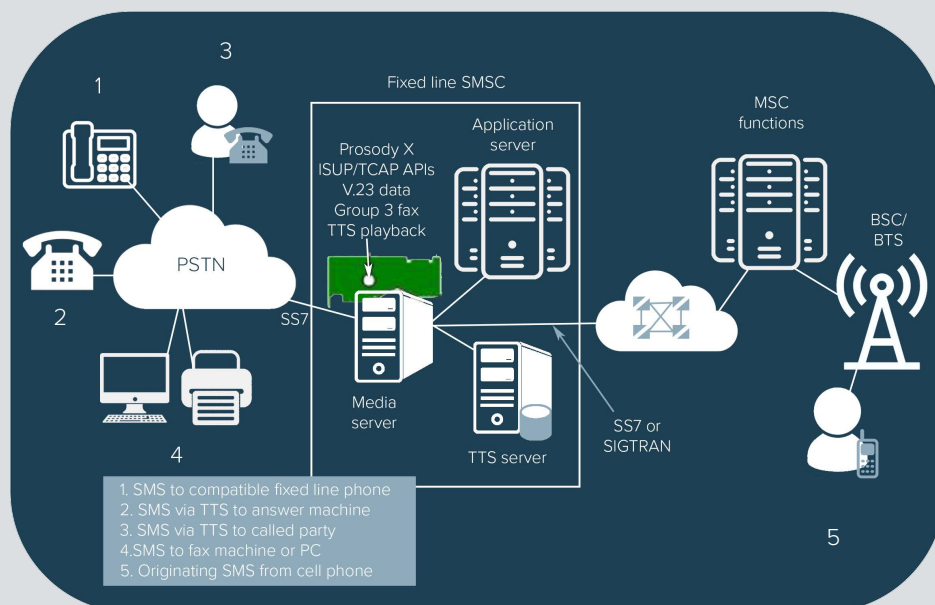 3
1
Fixed line SMSC
MSC
functions
Application
server
Prosody X
ISUP/TCAP APIs
V.23 data
Group 3 fax
TTS playback
BSC/
BTS
PSTN
2
SS7
Media
server
SS7 or
SIGTRAN
TTS server
4
1. SMS to compatible fixed line phone
2. SMS via TTS to answer machine
3. SMS via TTS to called party
4.SMS to fax machine or PC
5. Originating SMS from cell phone
5